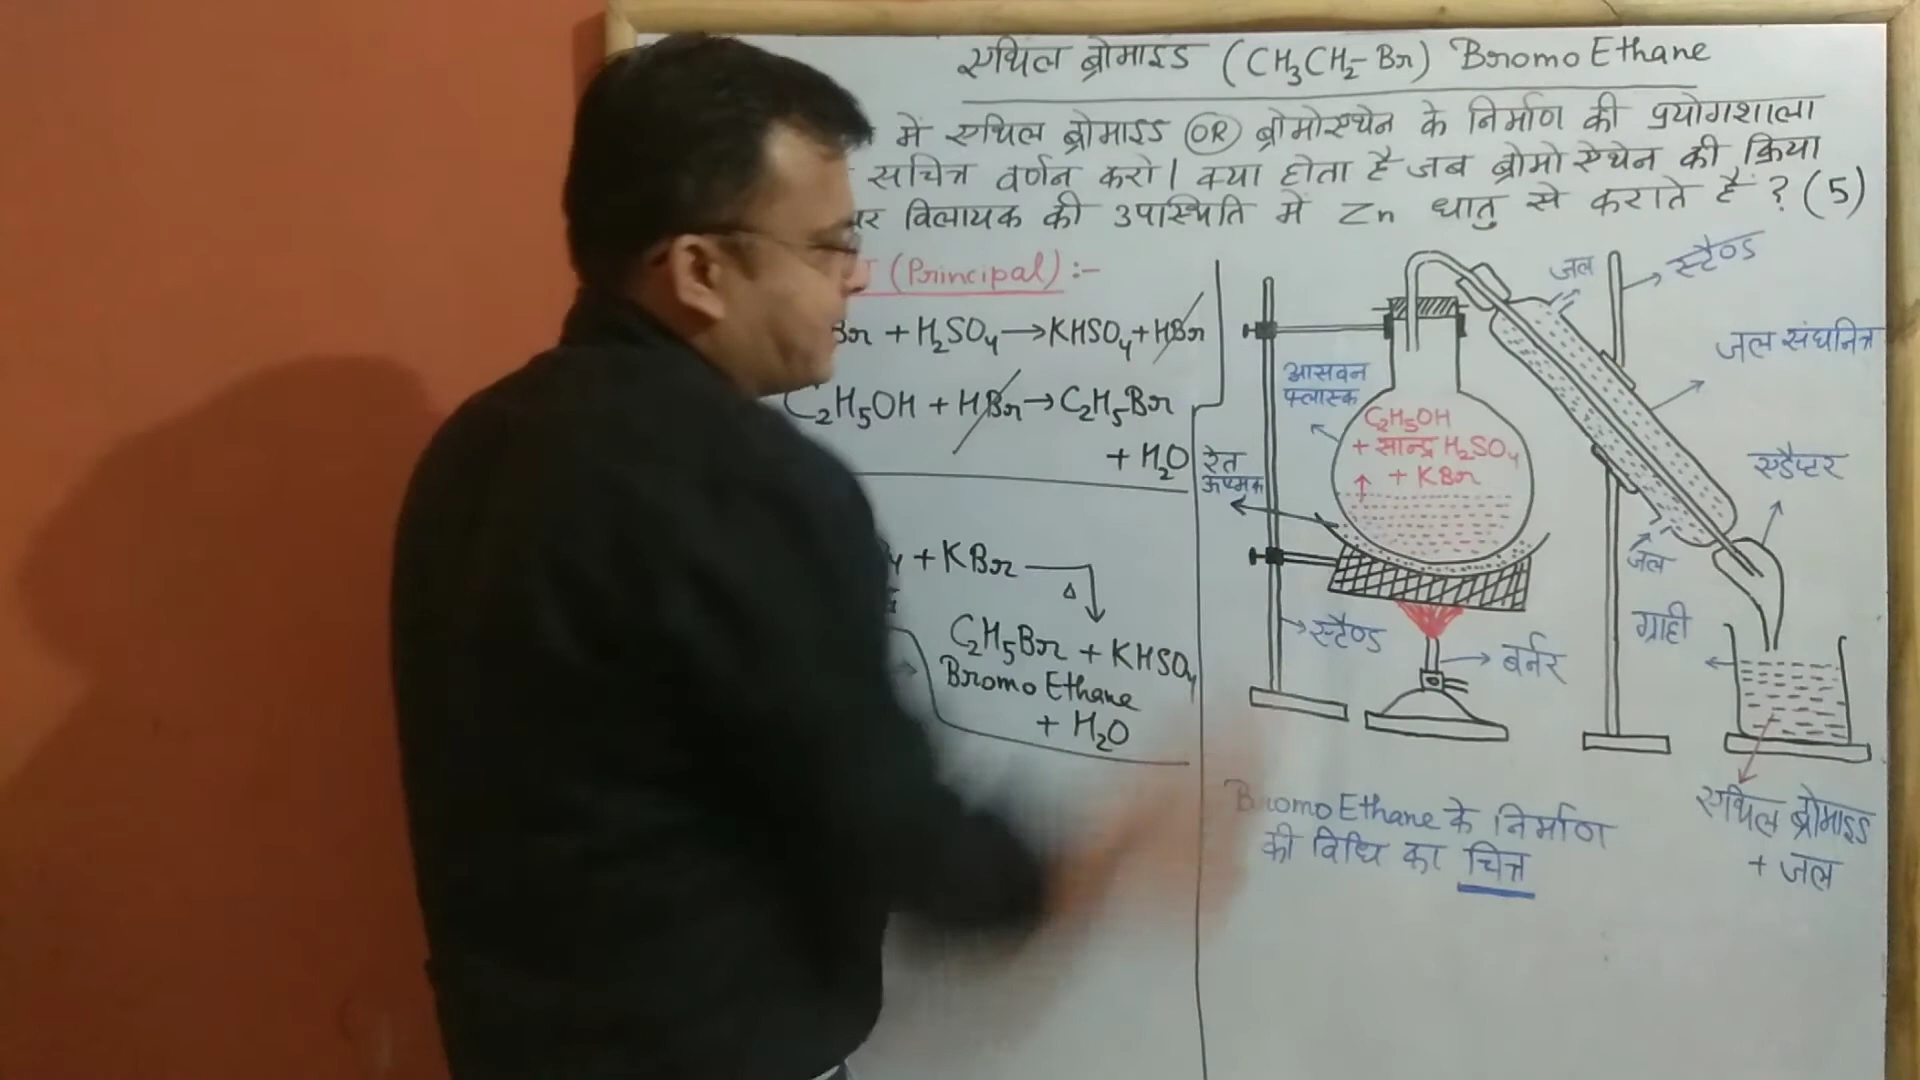 एथिल ब्रोमाइड (CH₃CH₂-Br) Bromo Ethane
में एथिल ब्रोमाइड OR ब्रोमोएथेन के निर्माण की प्रयोगशाला
सचित्र वर्णन करो। क्या होता है जब ब्रोमो ऐथेन की क्रिया
विलायक की उपस्थिति में Zn धातु से कराते हैं ? (5)
(Principal) :-
Br + H₂SO₄ → KHSO₄ + HBr
C₂H₅OH + HBr → C₂H₅Br
+ H₂O
+ KBr
Δ
C₂H₅Br + KHSO₄
Bromo Ethane
+ H₂O
जल
स्टैण्ड
जल संघनित्र
आसवन
फ्लास्क
C₂H₅OH
+ सान्द्र H₂SO₄
+ KBr
रेत
ऊष्मक
एडैप्टर
जल
ग्राही
स्टैण्ड
बर्नर
Bromo Ethane के निर्माण
की विधि का चित्र
एथिल ब्रोमाइड
+ जल